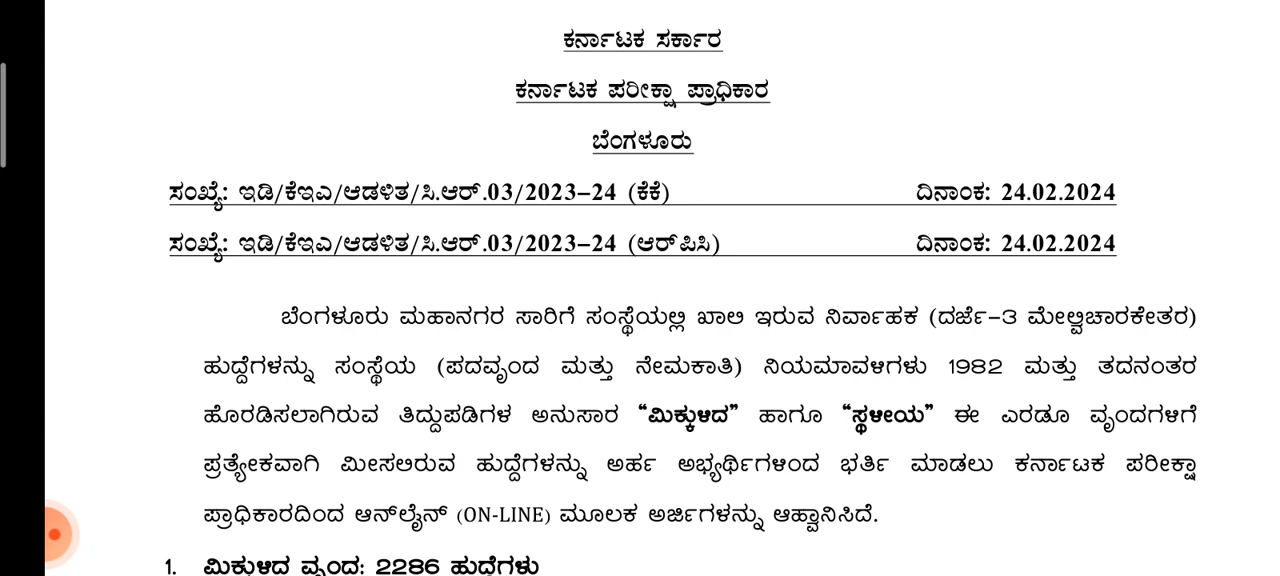 ಕರ್ನಾಟಕ ಸರ್ಕಾರ
ಕರ್ನಾಟಕ ಪರೀಕ್ಷಾ ಪ್ರಾಧಿಕಾರ
ಬೆಂಗಳೂರು
ಸಂಖ್ಯೆ: ಇಡಿ/ಕೆಇಎ/ಆಡಳಿತ/ಸಿ.ಆರ್.03/2023–24 (ಕೆಕೆ) ದಿನಾಂಕ: 24.02.2024
ಸಂಖ್ಯೆ: ಇಡಿ/ಕೆಇಎ/ಆಡಳಿತ/ಸಿ.ಆರ್.03/2023–24 (ಆರ್‌ಪಿಸಿ) ದಿನಾಂಕ: 24.02.2024
ಬೆಂಗಳೂರು ಮಹಾನಗರ ಸಾರಿಗೆ ಸಂಸ್ಥೆಯಲ್ಲಿ ಖಾಲಿ ಇರುವ ನಿರ್ವಾಹಕ (ದರ್ಜೆ–3 ಮೇಲ್ವಿಚಾರಕೇತರ)
ಹುದ್ದೆಗಳನ್ನು ಸಂಸ್ಥೆಯ (ಪದವೃಂದ ಮತ್ತು ನೇಮಕಾತಿ) ನಿಯಮಾವಳಿಗಳು 1982 ಮತ್ತು ತದನಂತರ
ಹೊರಡಿಸಲಾಗಿರುವ ತಿದ್ದುಪಡಿಗಳ ಅನುಸಾರ “ಮಿಕ್ಕುಳಿದ” ಹಾಗೂ “ಸ್ಥಳೀಯ” ಈ ಎರಡೂ ವೃಂದಗಳಿಗೆ
ಪ್ರತ್ಯೇಕವಾಗಿ ಮೀಸಲಿರುವ ಹುದ್ದೆಗಳನ್ನು ಅರ್ಹ ಅಭ್ಯರ್ಥಿಗಳಿಂದ ಭರ್ತಿ ಮಾಡಲು ಕರ್ನಾಟಕ ಪರೀಕ್ಷಾ
ಪ್ರಾಧಿಕಾರದಿಂದ ಆನ್‌ಲೈನ್ (ON-LINE) ಮೂಲಕ ಅರ್ಜಿಗಳನ್ನು ಆಹ್ವಾನಿಸಿದೆ.
1. ಮಿಕ್ಕುಳಿದ ವೃಂದ: 2286 ಹುದ್ದೆಗಳು